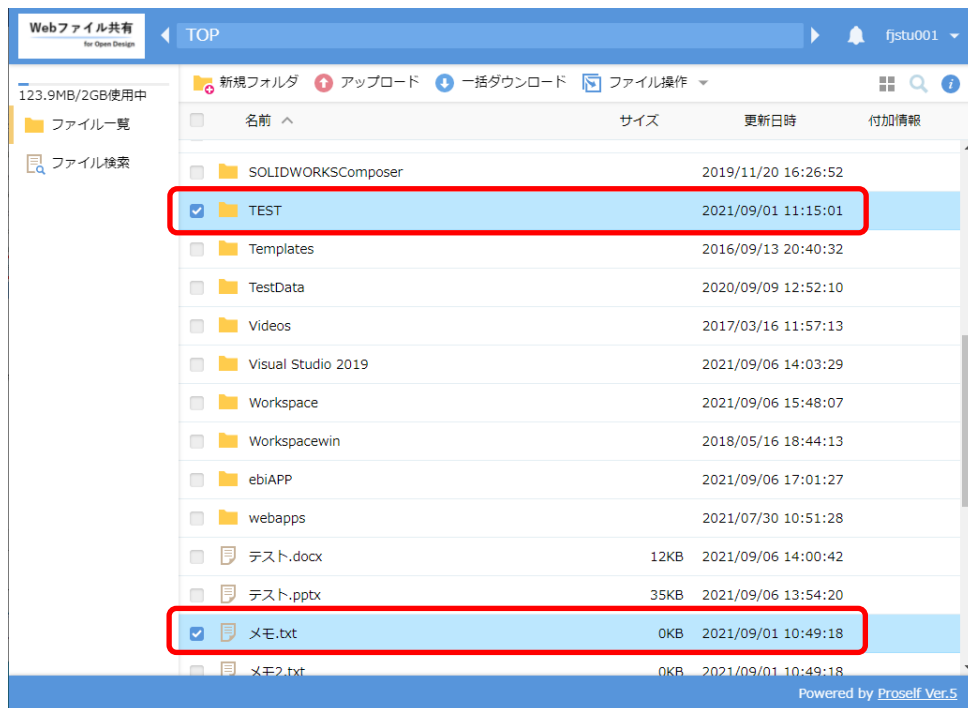 Webファイル共有
for Open Design
TOP
fjstu001
123.9MB/2GB使用中
ファイル一覧
ファイル検索
新規フォルダ アップロード 一括ダウンロード ファイル操作
名前 サイズ 更新日時 付加情報
SOLIDWORKSComposer 2019/11/20 16:26:52
TEST 2021/09/01 11:15:01
Templates 2016/09/13 20:40:32
TestData 2020/09/09 12:52:10
Videos 2017/03/16 11:57:13
Visual Studio 2019 2021/09/06 14:03:29
Workspace 2021/09/06 15:48:07
Workspacewin 2018/05/16 18:44:13
ebiAPP 2021/09/06 17:01:27
webapps 2021/07/30 10:51:28
テスト.docx 12KB 2021/09/06 14:00:42
テスト.pptx 35KB 2021/09/06 13:54:20
メモ.txt 0KB 2021/09/01 10:49:18
メモ2.txt 0KB 2021/09/01 10:49:18
Powered by Proself Ver.5